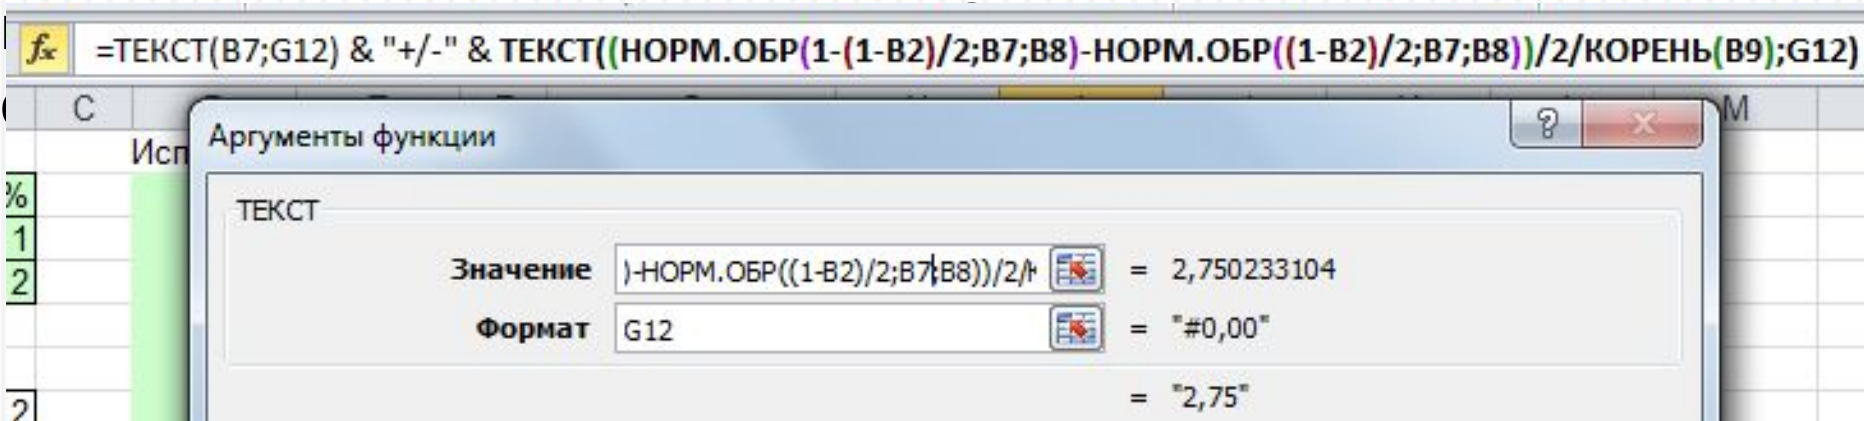 fx =ТЕКСТ(B7;G12) & "+/-" & ТЕКСТ((НОРМ.ОБР(1-(1-B2)/2;B7;B8)-НОРМ.ОБР((1-B2)/2;B7;B8))/2/КОРЕНЬ(B9);G12)
C M
Аргументы функции ?
Исп
% ТЕКСТ
1
Значение )-НОРМ.ОБР((1-B2)/2;B7;B8))/2/ = 2,750233104
2
Формат G12 = "#0,00"
= "2,75"
2